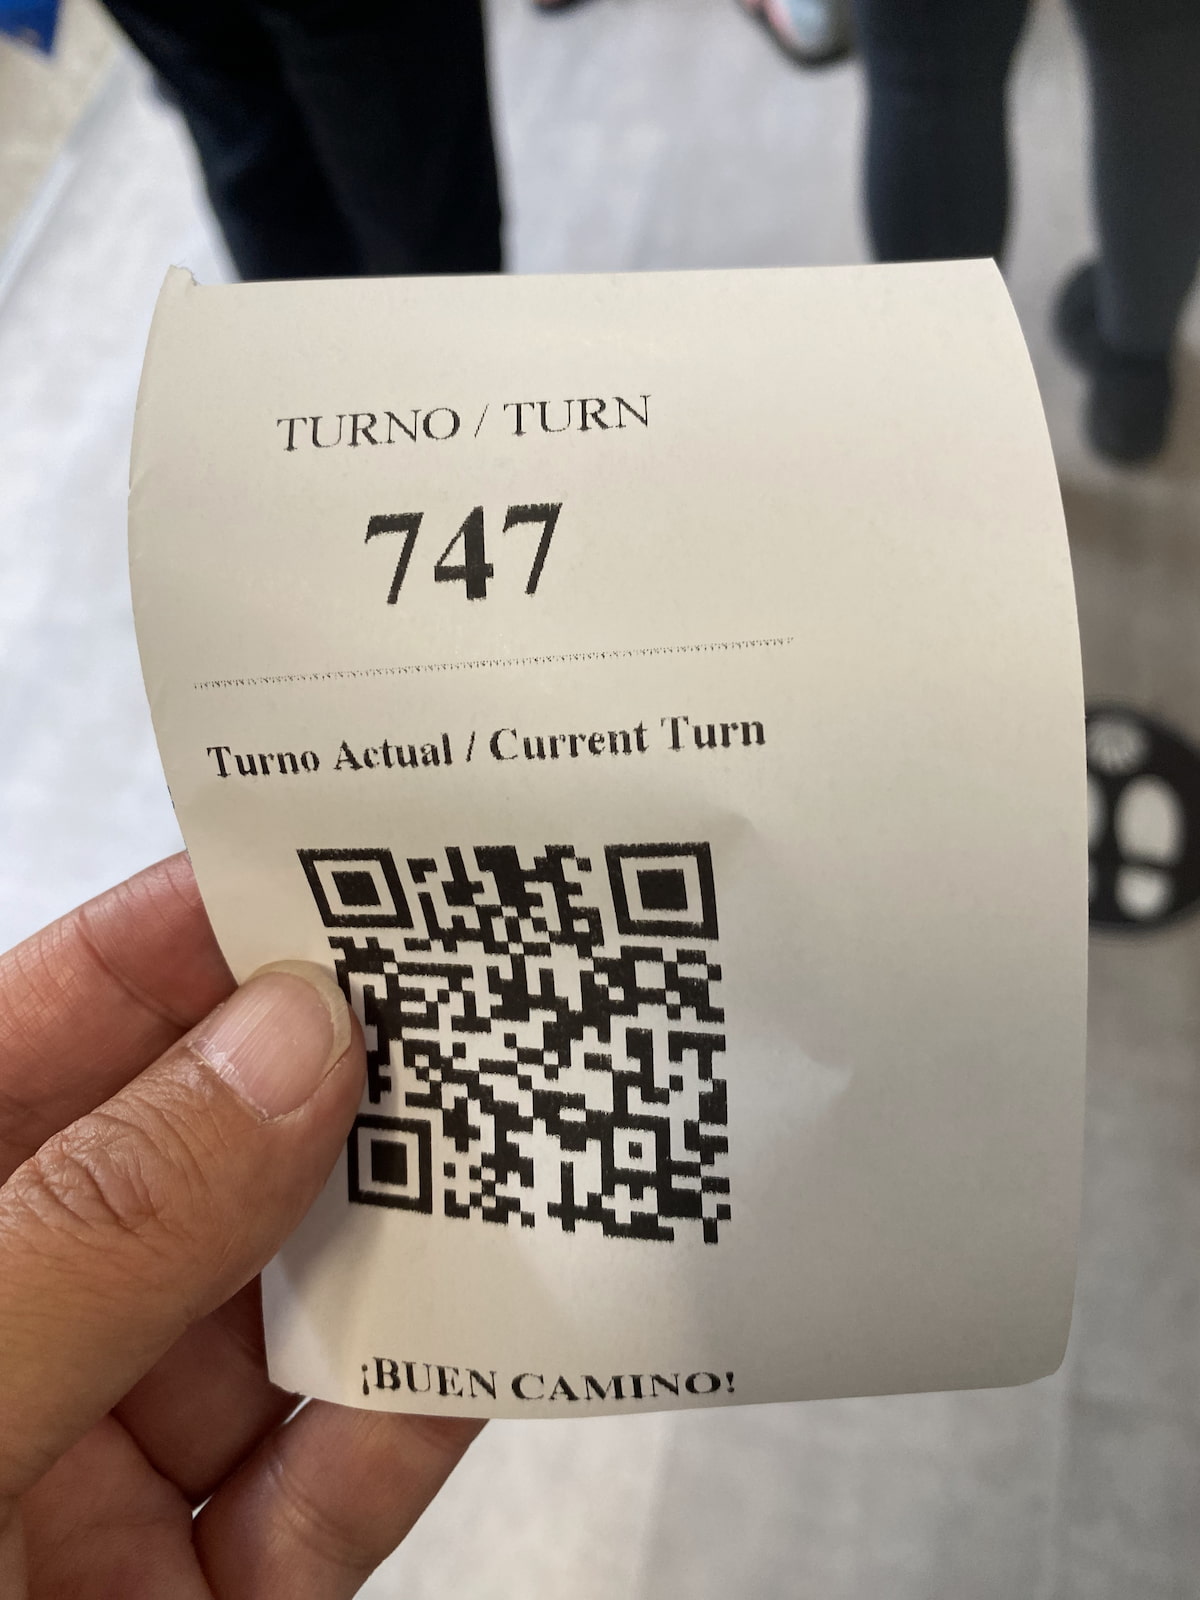 TURNO / TURN
747
Turno Actual / Current Turn
¡BUEN CAMINO!